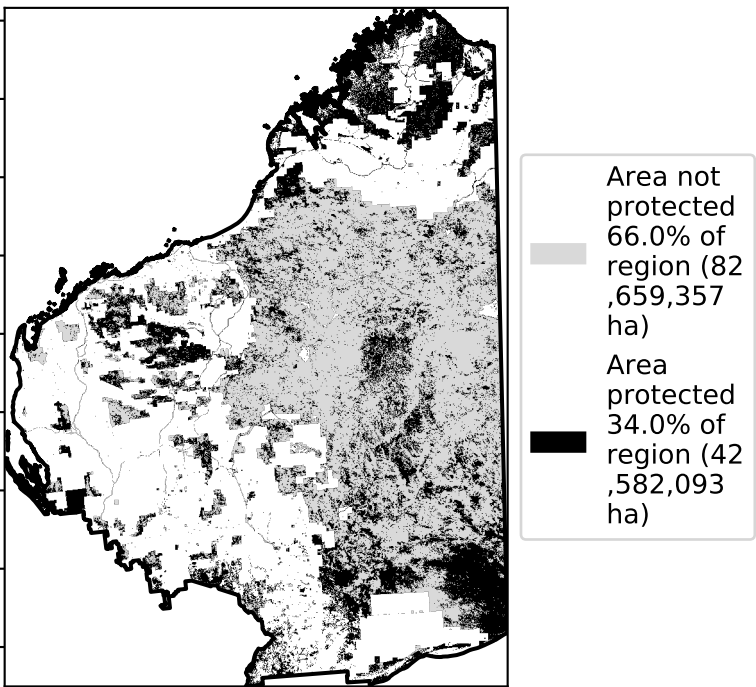 Area not
protected
66.0% of
region (82
,659,357
ha)
Area
protected
34.0% of
region (42
,582,093
ha)